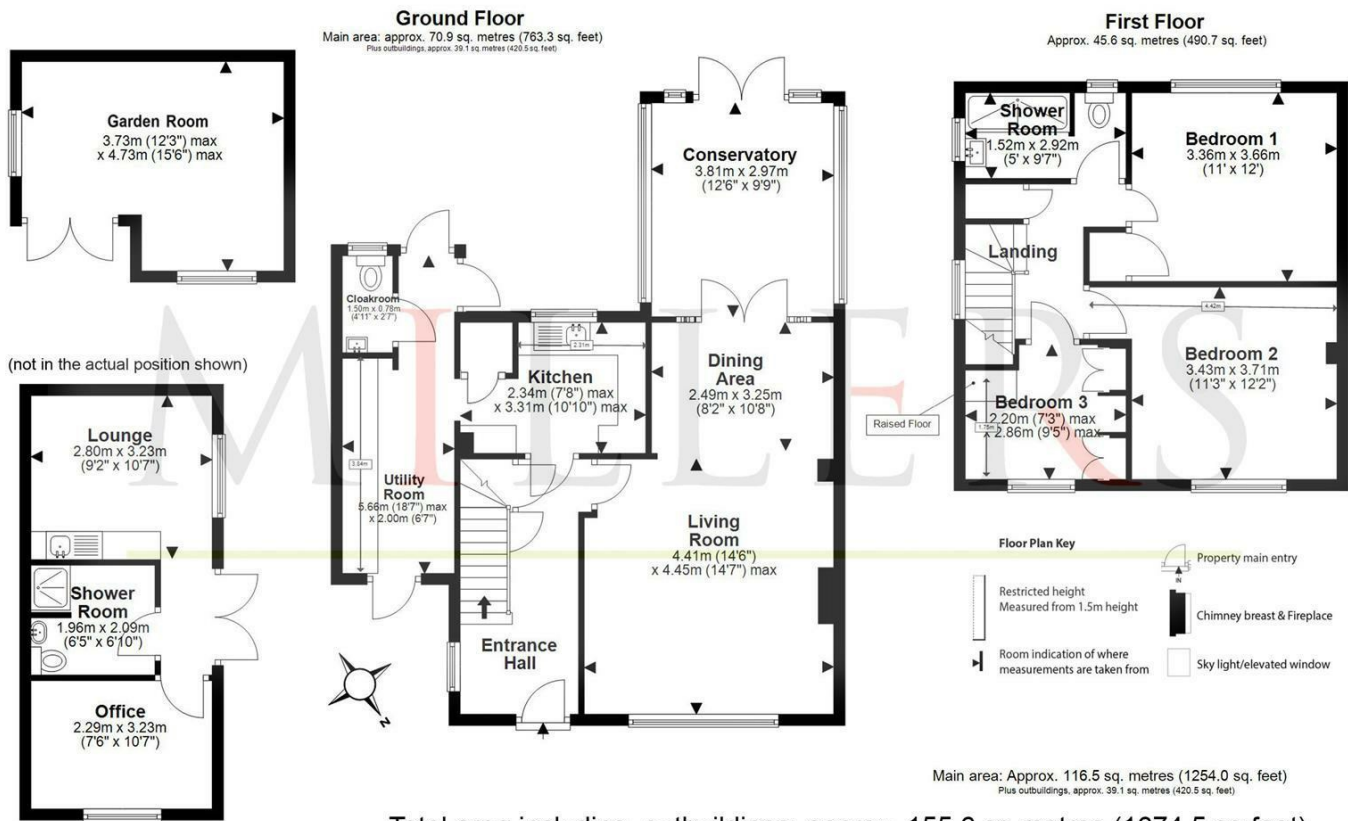 Ground Floor
Main area: approx. 70.9 sq. metres (763.3 sq. feet)
Plus outbuildings, approx. 39.1 sq. metres (420.5 sq. feet)
First Floor
Approx. 45.6 sq. metres (490.7 sq. feet)
Garden Room
3.73m (12'3") max
x 4.73m (15'6") max
(not in the actual position shown)
Lounge
2.80m x 3.23m
(9'2" x 10'7")
Shower
Room
1.96m x 2.09m
(6'5" x 6'10")
Office
2.29m x 3.23m
(7'6" x 10'7")
Conservatory
3.81m x 2.97m
(12'6" x 9'9")
Cloakroom
1.50m x 0.78m
(4'11" x 2'7")
2.31m
Kitchen
2.34m (7'8") max
x 3.31m (10'10") max
Dining
Area
2.49m x 3.25m
(8'2" x 10'8")
Utility
Room
5.66m (18'7") max
x 2.00m (6'7")
Living
Room
4.41m (14'6")
x 4.45m (14'7") max
Entrance
Hall
N
Shower
Room
1.52m x 2.92m
(5' x 9'7")
Bedroom 1
3.36m x 3.66m
(11' x 12')
Landing
4.42m
Bedroom 2
3.43m x 3.71m
(11'3" x 12'2")
Bedroom 3
2.20m (7'3") max
x 2.86m (9'5") max
Raised Floor
MILLERS
Floor Plan Key
Restricted height
Measured from 1.5m height
Room indication of where
measurements are taken from
Property main entry
IN
Chimney breast & Fireplace
Sky light/elevated window
Main area: Approx. 116.5 sq. metres (1254.0 sq. feet)
Plus outbuildings, approx. 39.1 sq. metres (420.5 sq. feet)